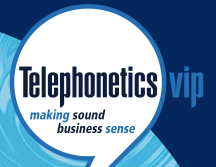 Telephonetics vip
making sound
business sense